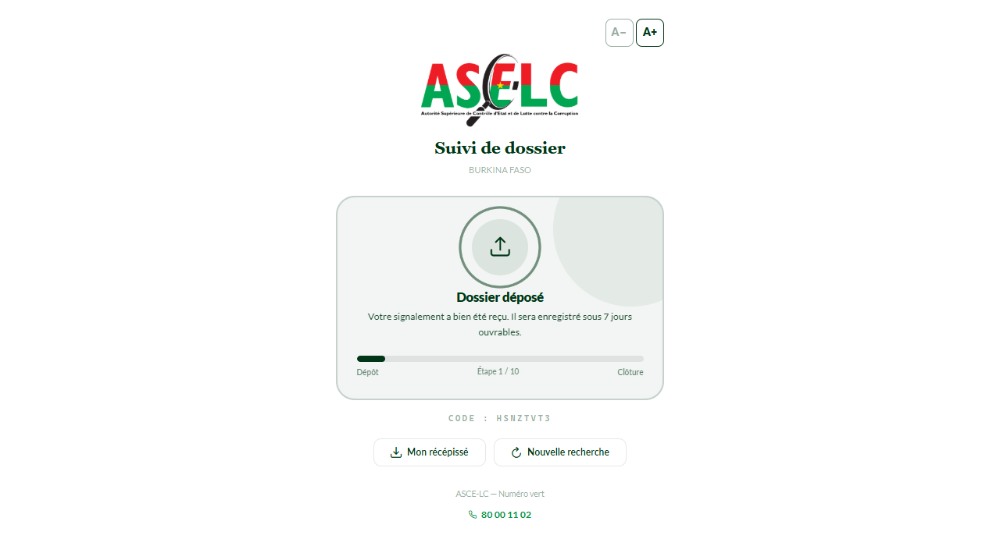 A−
A+
ASCE-LC
Autorité Supérieure de Contrôle d'Etat et de Lutte contre la Corruption
Suivi de dossier
BURKINA FASO
Dossier déposé
Votre signalement a bien été reçu. Il sera enregistré sous 7 jours
ouvrables.
Dépôt
Étape 1 / 10
Clôture
CODE : HSNZTVT3
Mon récépissé
Nouvelle recherche
ASCE-LC — Numéro vert
80 00 11 02